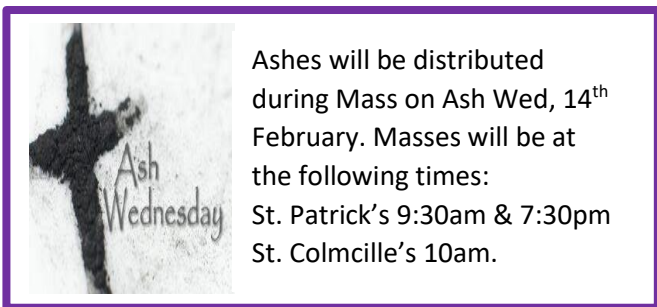 Ash
Wednesday
Ashes will be distributed
during Mass on Ash Wed, 14th
February. Masses will be at
the following times:
St. Patrick’s 9:30am & 7:30pm
St. Colmcille’s 10am.